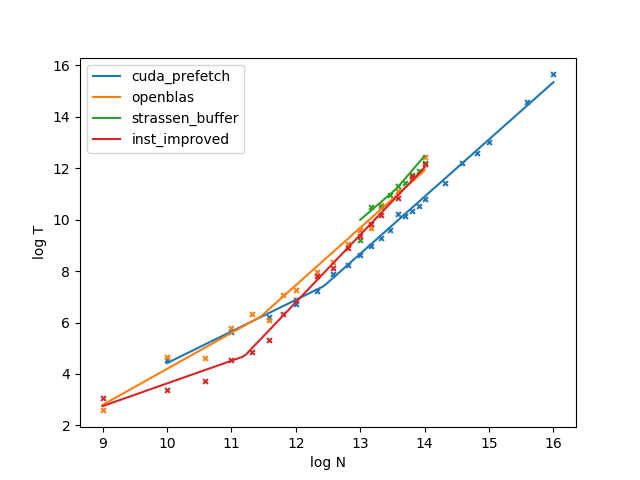 cuda_prefetch
openblas
strassen_buffer
inst_improved
log T
16
14
12
10
8
6
4
2
9 10 11 12 13 14 15 16
log N